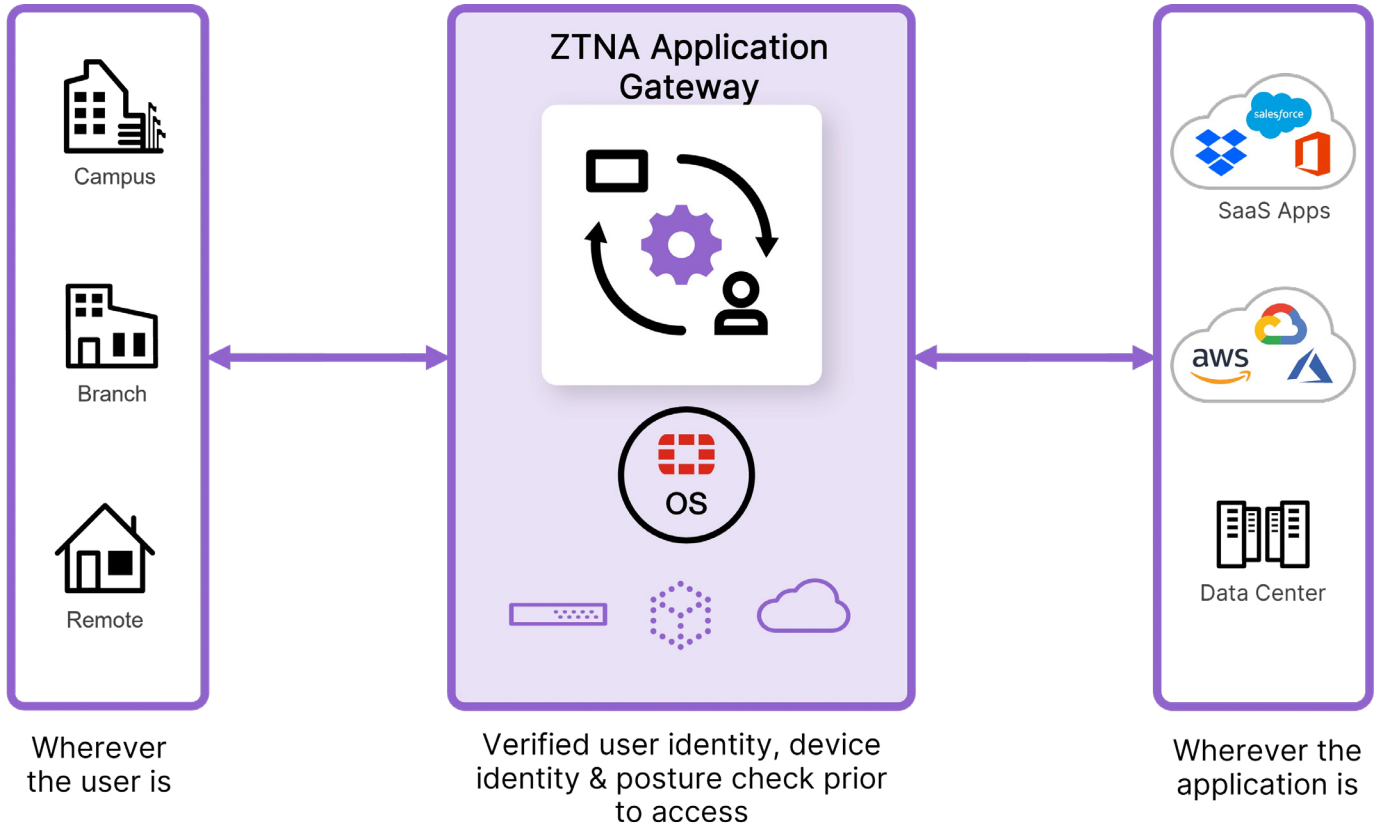 ZTNA Application
Gateway
Campus
Branch
Remote
OS
salesforce
SaaS Apps
aws
Data Center
Wherever
the user is
Verified user identity, device
identity & posture check prior
to access
Wherever the
application is